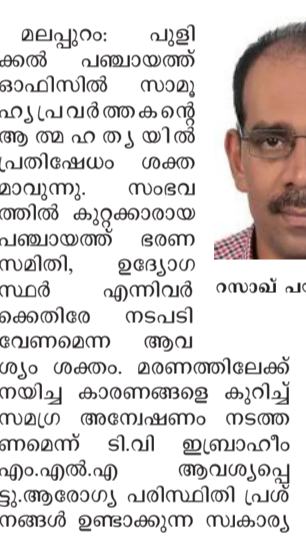 മലപ്പുറം: പുളി
ക്കൽ പഞ്ചായത്ത്
ഓഫിസിൽ സാമൂ
ഹ്യപ്രവർത്തകന്റെ
ആത്മഹത്യയിൽ
പ്രതിഷേധം ശക്ത
മാവുന്നു. സംഭവ
ത്തിൽ കുറ്റക്കാരായ
പഞ്ചായത്ത് ഭരണ
സമിതി, ഉദ്യോഗ
സ്ഥർ എന്നിവർ
ക്കെതിരേ നടപടി
വേണമെന്ന ആവ
ശ്യം ശക്തം. മരണത്തിലേക്ക്
നയിച്ച കാരണങ്ങളെ കുറിച്ച്
സമഗ്ര അന്വേഷണം നടത്ത
ണമെന്ന് ടി.വി ഇബ്രാഹീം
എം.എൽ.എ ആവശ്യപ്പെ
ട്ടു.ആരോഗ്യ പരിസ്ഥിതി പ്രശ്
നങ്ങൾ ഉണ്ടാക്കുന്ന സ്വകാര്യ
റസാഖ്